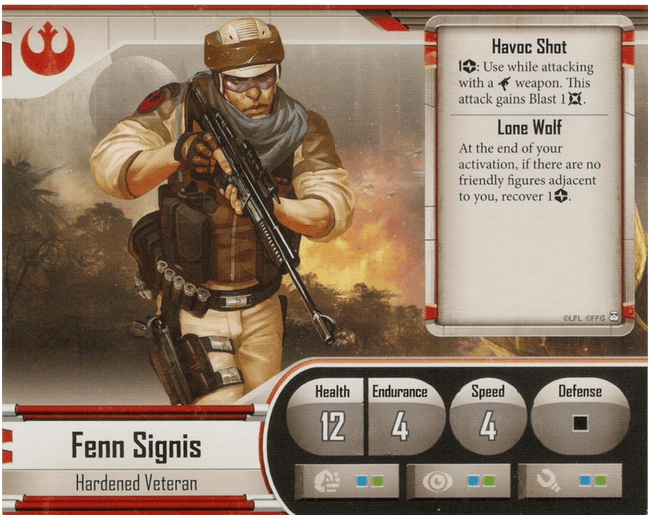 Havoc Shot
1: Use while attacking
with a weapon. This
attack gains Blast 1.
Lone Wolf
At the end of your
activation, if there are no
friendly figures adjacent
to you, recover 1.
©LFL ©FFG
Health Endurance Speed Defense
12 4 4
Fenn Signis
Hardened Veteran